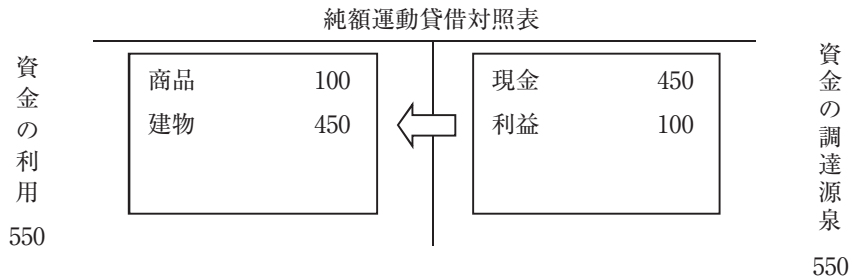 純額運動貸借対照表
資金の利用
550
商品 100
建物 450
現金 450
利益 100
資金の調達源泉
550